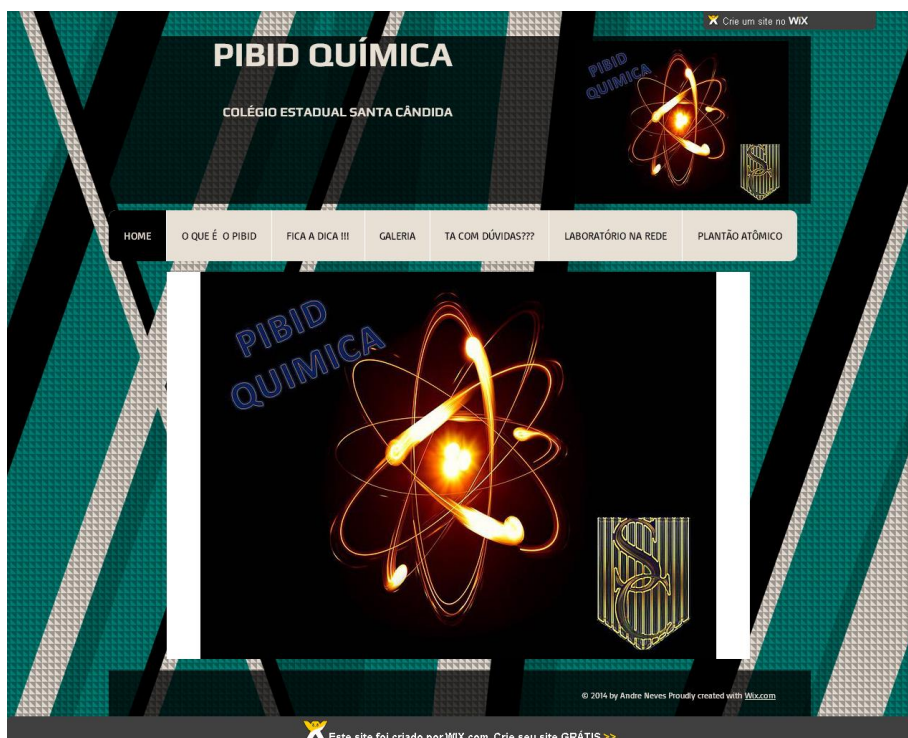 Crie um site no WiX
PIBID QUÍMICA
COLÉGIO ESTADUAL SANTA CÂNDIDA
PIBID
QUIMICA
HOME
O QUE É O PIBID
FICA A DICA !!!
GALERIA
TA COM DÚVIDAS???
LABORATÓRIO NA REDE
PLANTÃO ATÔMICO
PIBID
QUIMICA
SC
© 2014 by Andre Neves Proudly created with Wix.com
Este site foi criado por WIX.com. Crie seu site GRÁTIS >>